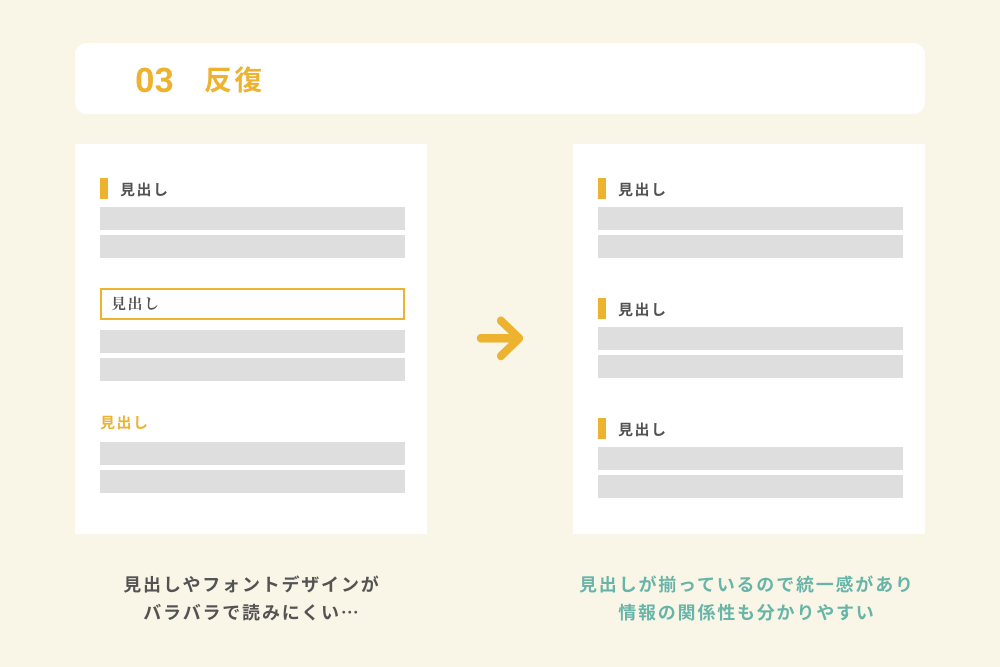 03 反復
見出し
見出し
見出し
見出しやフォントデザインが
バラバラで読みにくい…
見出し
見出し
見出し
見出しが揃っているので統一感があり
情報の関係性も分かりやすい